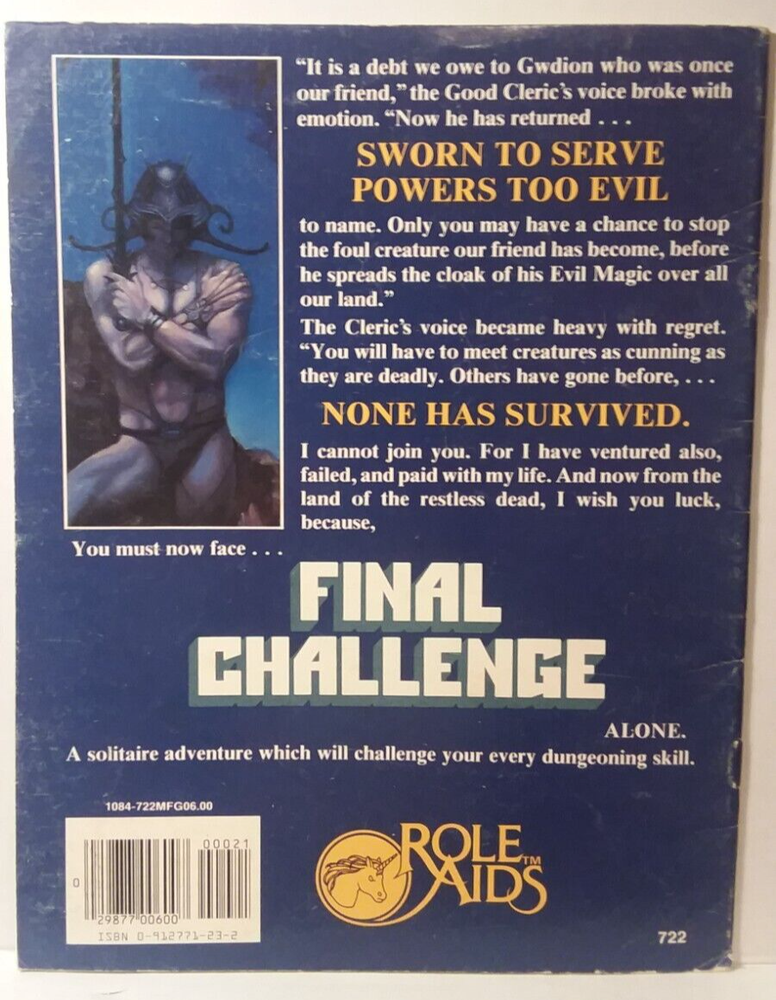 “It is a debt we owe to Gwdion who was once
our friend,” the Good Cleric’s voice broke with
emotion. “Now he has returned . . .
SWORN TO SERVE
POWERS TOO EVIL
to name. Only you may have a chance to stop
the foul creature our friend has become, before
he spreads the cloak of his Evil Magic over all
our land.”
The Cleric’s voice became heavy with regret.
“You will have to meet creatures as cunning as
they are deadly. Others have gone before, . . .
NONE HAS SURVIVED.
I cannot join you. For I have ventured also,
failed, and paid with my life. And now from the
land of the restless dead, I wish you luck,
because,
You must now face . . .
FINAL
CHALLENGE
ALONE.
A solitaire adventure which will challenge your every dungeoning skill.
1084-722MFG06.00
00021
0
29877 00600
ISBN 0-912771-23-2
ROLE
AIDS
TM
722